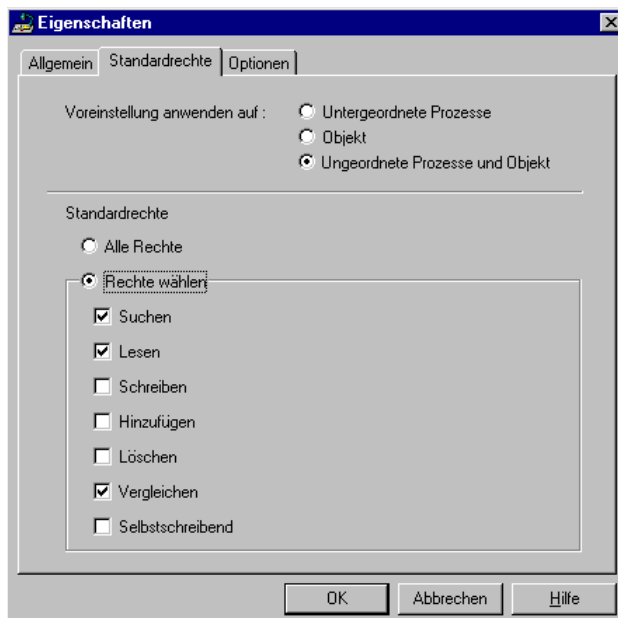 Eigenschaften
Allgemein Standardrechte Optionen
Voreinstellung anwenden auf : Untergeordnete Prozesse
Objekt
Ungeordnete Prozesse und Objekt
Standardrechte
Alle Rechte
Rechte wählen
Suchen
Lesen
Schreiben
Hinzufügen
Löschen
Vergleichen
Selbstschreibend
OK Abbrechen Hilfe